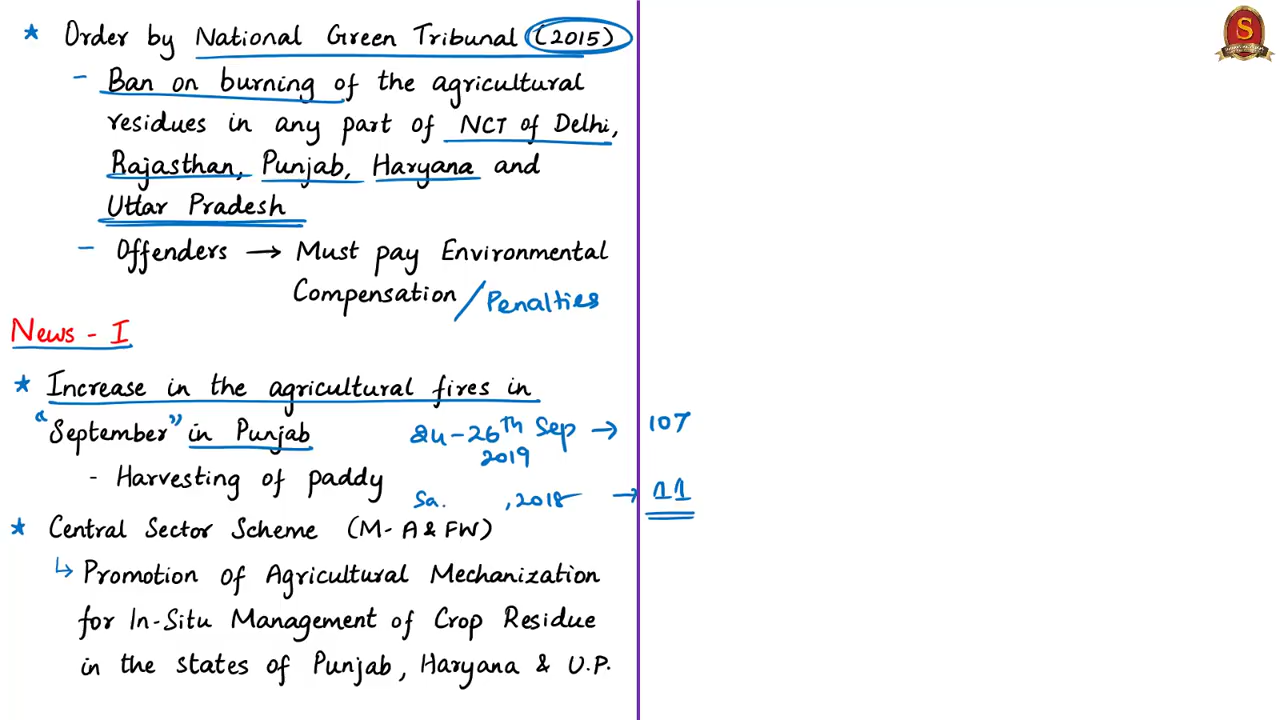 * Order by National Green Tribunal (2015)
- Ban on burning of the agricultural
residues in any part of NCT of Delhi,
Rajasthan, Punjab, Haryana and
Uttar Pradesh
- Offenders → Must pay Environmental
Compensation / Penalties
News - I
* Increase in the agricultural fires in
"September" in Punjab
24-26th Sep → 107
2019
- Harvesting of paddy
Sa. , 2018 → 11
* Central Sector Scheme (M- A & FW)
↳ Promotion of Agricultural Mechanization
for In-Situ Management of Crop Residue
in the states of Punjab, Haryana & U.P.
S